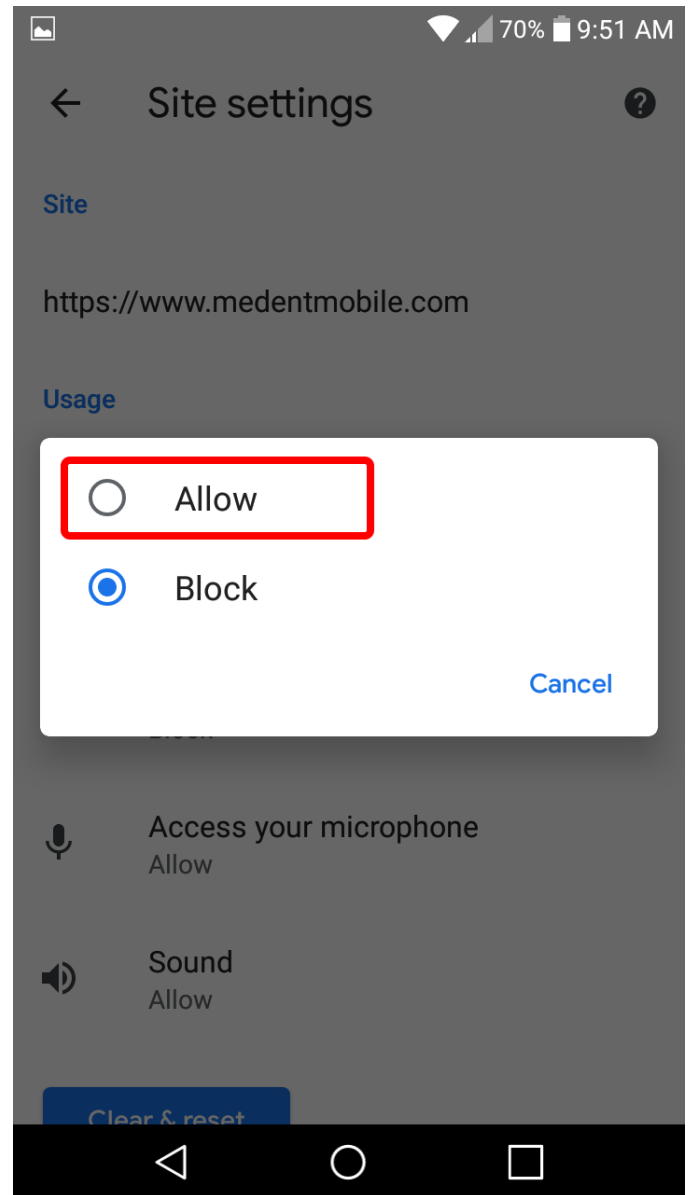 70% 9:51 AM
Site settings
Site
https://www.medentmobile.com
Usage
Allow
Block
Cancel
Block
Access your microphone
Allow
Sound
Allow
Clear & reset